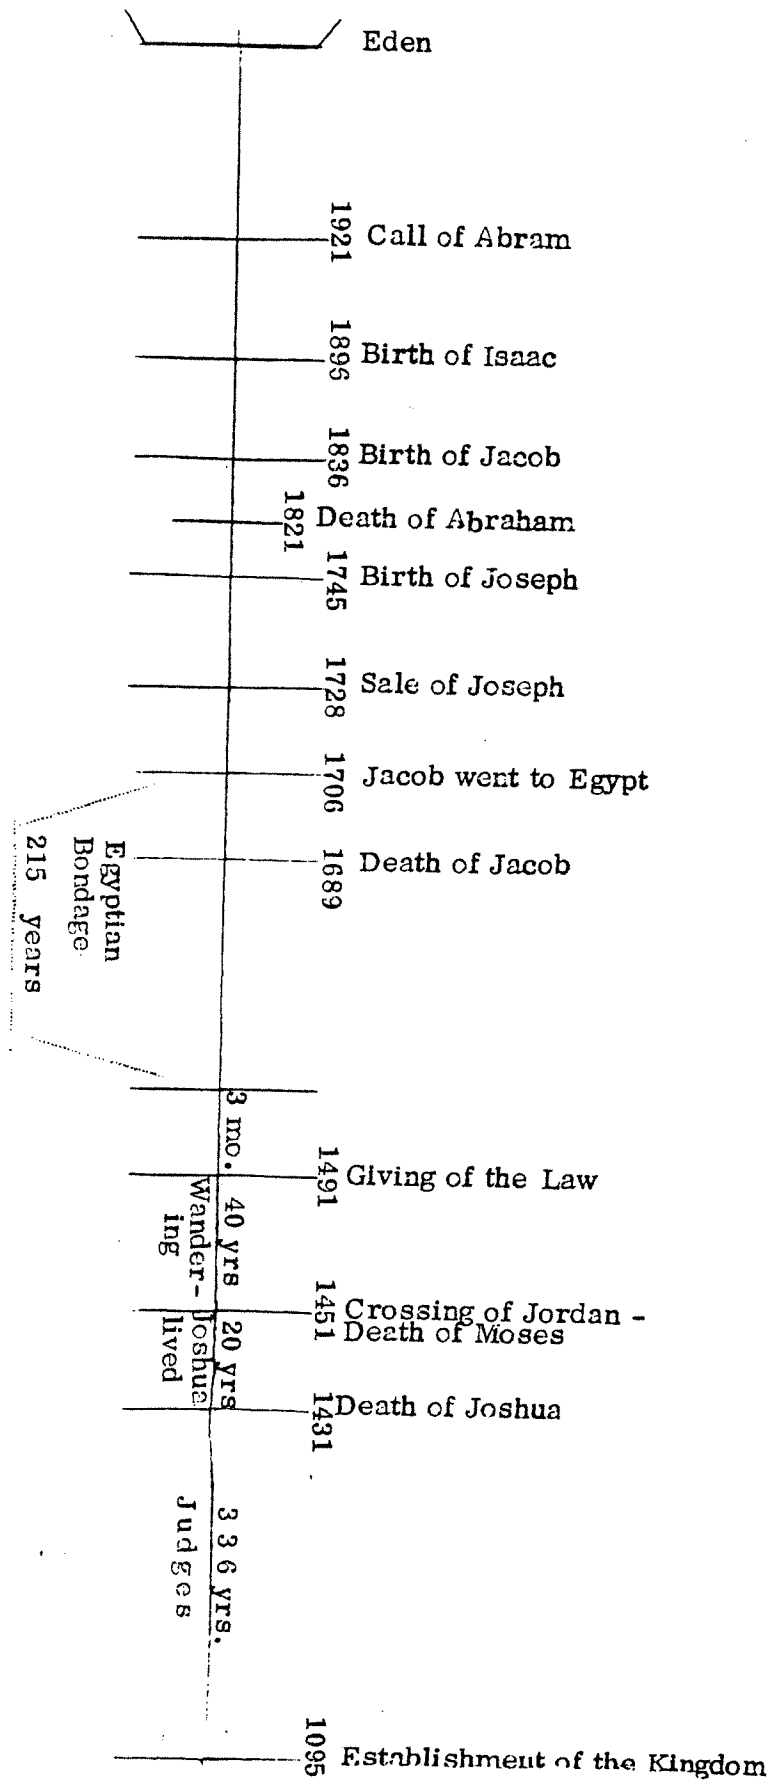 Eden
1921 Call of Abram
1896 Birth of Isaac
1836 Birth of Jacob
1821 Death of Abraham
1745 Birth of Joseph
1728 Sale of Joseph
1706 Jacob went to Egypt
Egyptian
Bondage
215 years
1689 Death of Jacob
3 mo.
1491 Giving of the Law
40 yrs
Wander-
ing
1451 Crossing of Jordan -
Death of Moses
20 yrs
Joshua
lived
1431 Death of Joshua
336 yrs.
Judges
1095 Establishment of the Kingdom